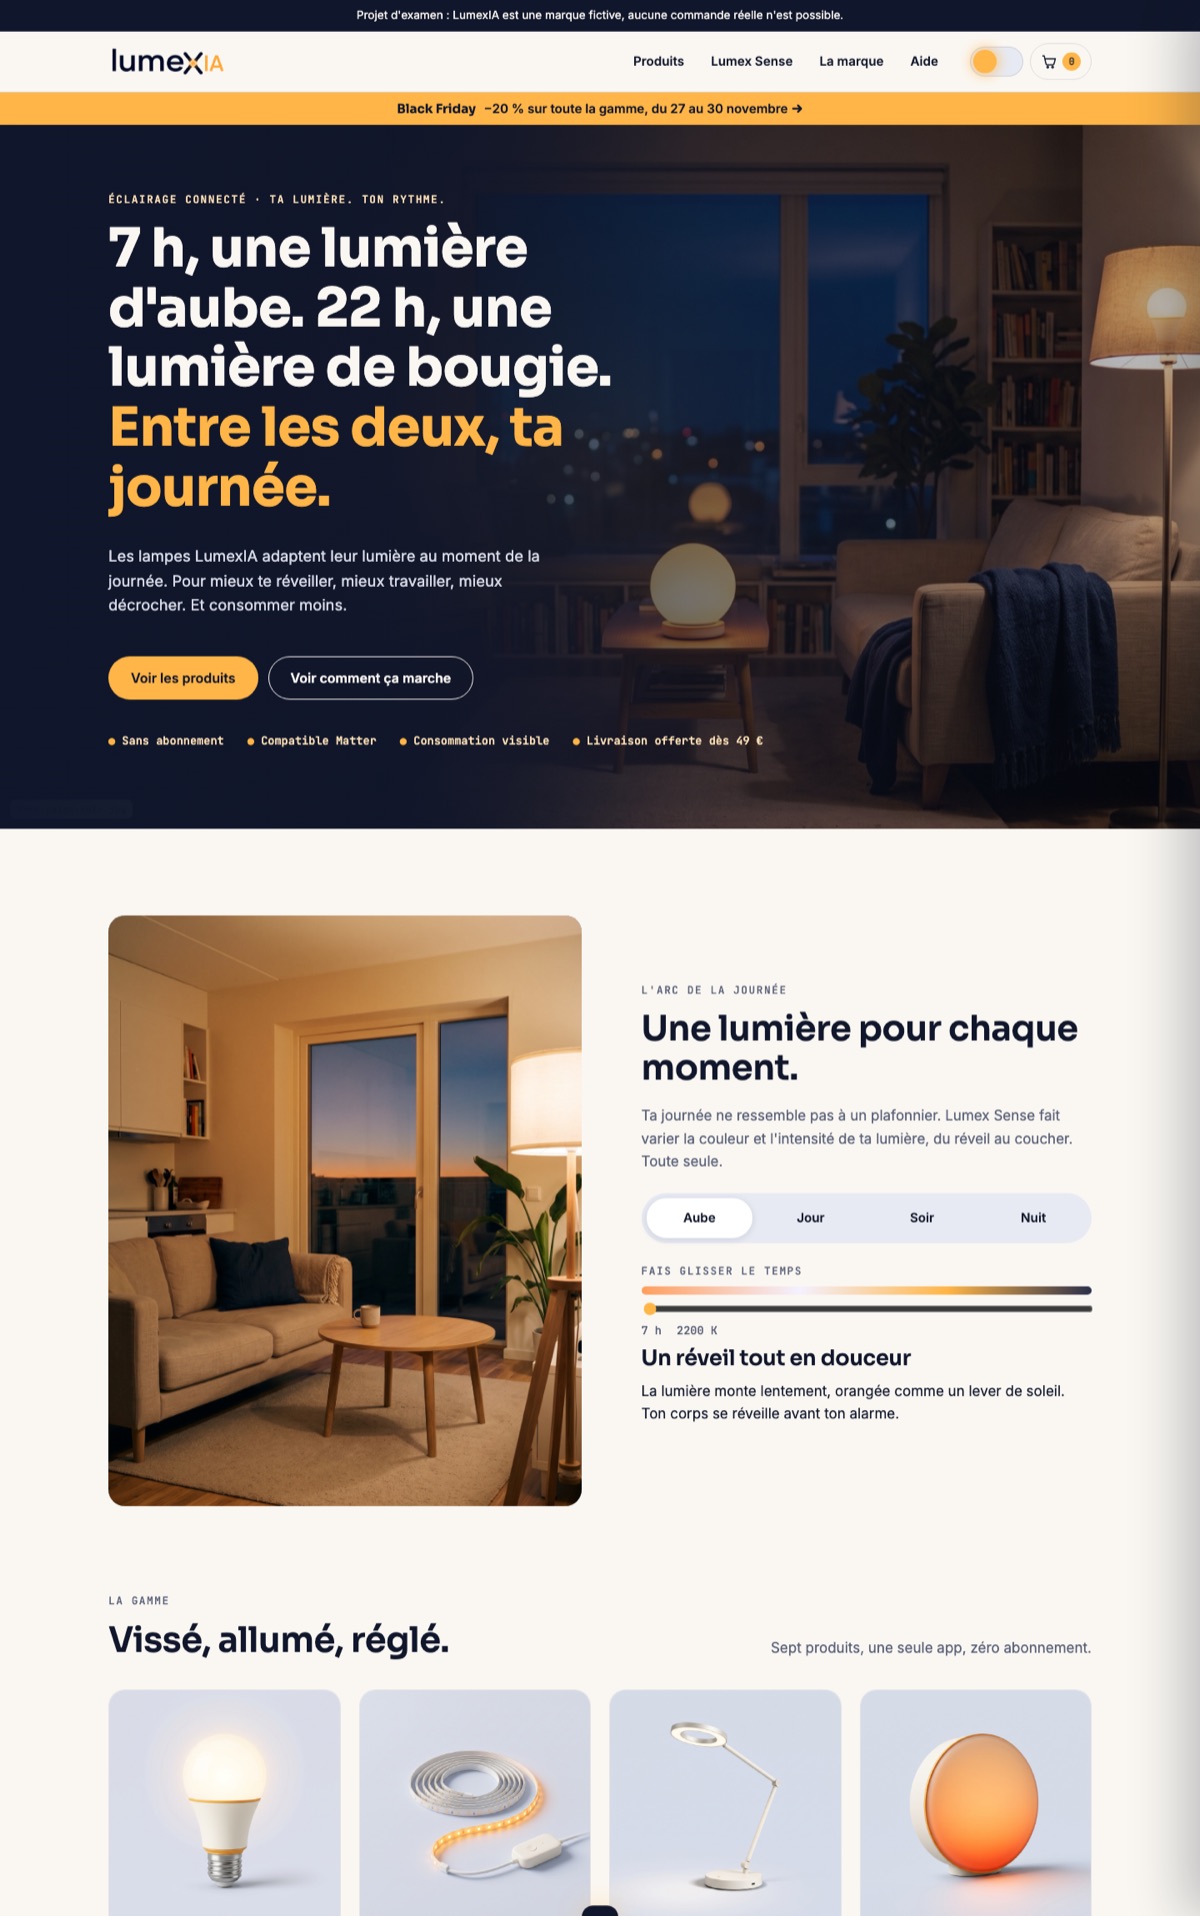 Projet d'examen : LumexIA est une marque fictive, aucune commande réelle n'est possible.
lumeXIA
Produits Lumex Sense La marque Aide 0
Black Friday −20 % sur toute la gamme, du 27 au 30 novembre →
ÉCLAIRAGE CONNECTÉ · TA LUMIÈRE. TON RYTHME.
7 h, une lumière
d'aube. 22 h, une
lumière de bougie.
Entre les deux, ta
journée.
Les lampes LumexIA adaptent leur lumière au moment de la
journée. Pour mieux te réveiller, mieux travailler, mieux
décrocher. Et consommer moins.
Voir les produits Voir comment ça marche
Sans abonnement Compatible Matter Consommation visible Livraison offerte dès 49 €
L'ARC DE LA JOURNÉE
Une lumière pour chaque
moment.
Ta journée ne ressemble pas à un plafonnier. Lumex Sense fait
varier la couleur et l'intensité de ta lumière, du réveil au coucher.
Toute seule.
Aube Jour Soir Nuit
FAIS GLISSER LE TEMPS
7 h 2200 K
Un réveil tout en douceur
La lumière monte lentement, orangée comme un lever de soleil.
Ton corps se réveille avant ton alarme.
LA GAMME
Vissé, allumé, réglé.
Sept produits, une seule app, zéro abonnement.